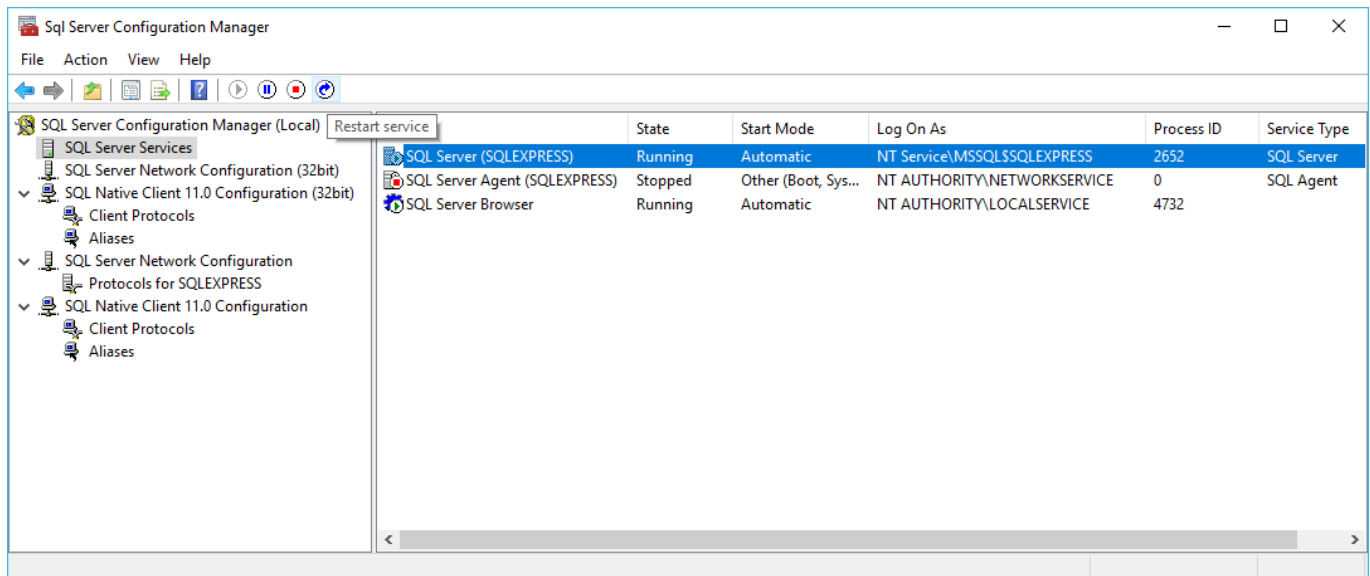 Sql Server Configuration Manager
File Action View Help
SQL Server Configuration Manager (Local)
Restart service
SQL Server Services
SQL Server Network Configuration (32bit)
SQL Native Client 11.0 Configuration (32bit)
Client Protocols
Aliases
SQL Server Network Configuration
Protocols for SQLEXPRESS
SQL Native Client 11.0 Configuration
Client Protocols
Aliases
State Start Mode Log On As Process ID Service Type
SQL Server (SQLEXPRESS) Running Automatic NT Service\MSSQL$SQLEXPRESS 2652 SQL Server
SQL Server Agent (SQLEXPRESS) Stopped Other (Boot, Sys... NT AUTHORITY\NETWORKSERVICE 0 SQL Agent
SQL Server Browser Running Automatic NT AUTHORITY\LOCALSERVICE 4732